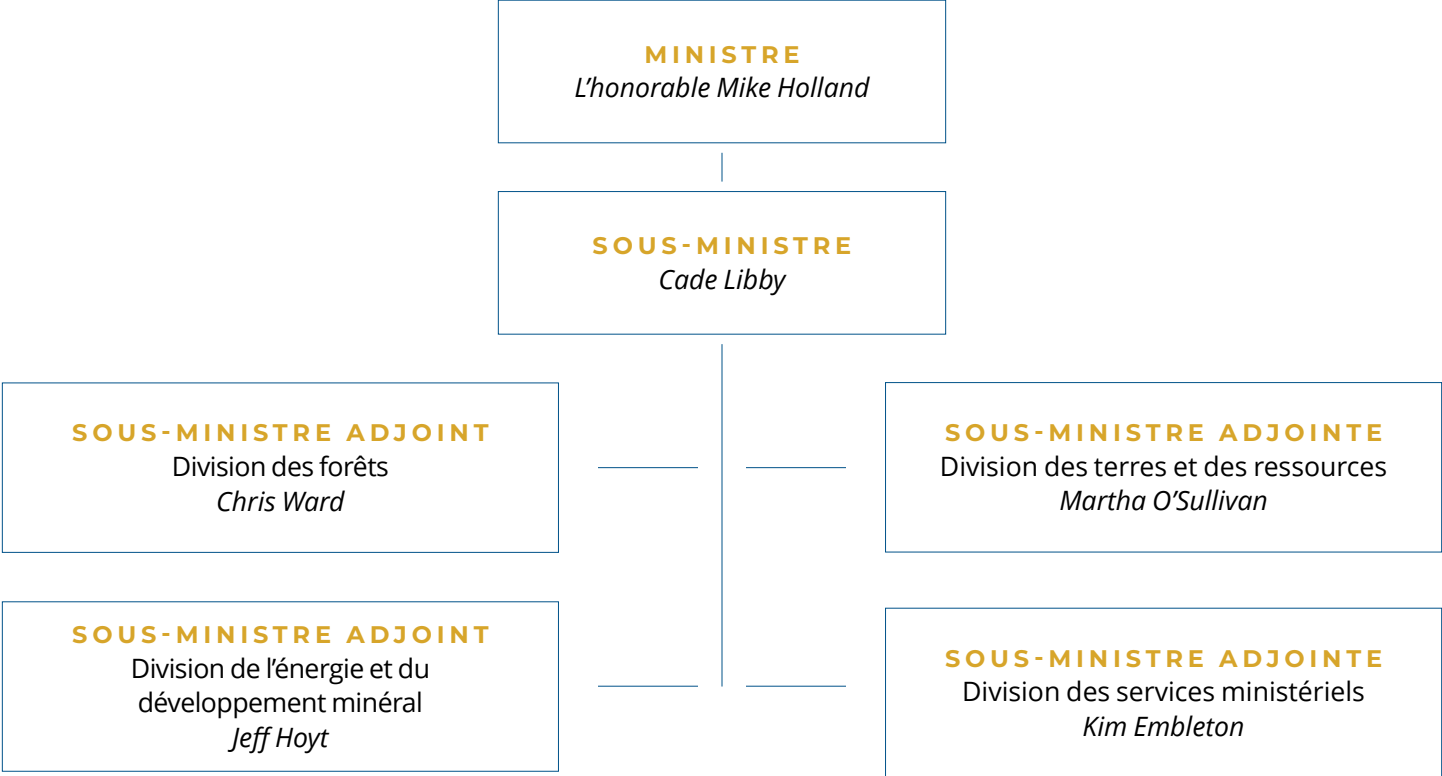 MINISTRE
L’honorable Mike Holland
SOUS-MINISTRE
Cade Libby
SOUS-MINISTRE ADJOINT
Division des forêts
Chris Ward
SOUS-MINISTRE ADJOINTE
Division des terres et des ressources
Martha O’Sullivan
SOUS-MINISTRE ADJOINT
Division de l’énergie et du
développement minéral
Jeff Hoyt
SOUS-MINISTRE ADJOINTE
Division des services ministériels
Kim Embleton